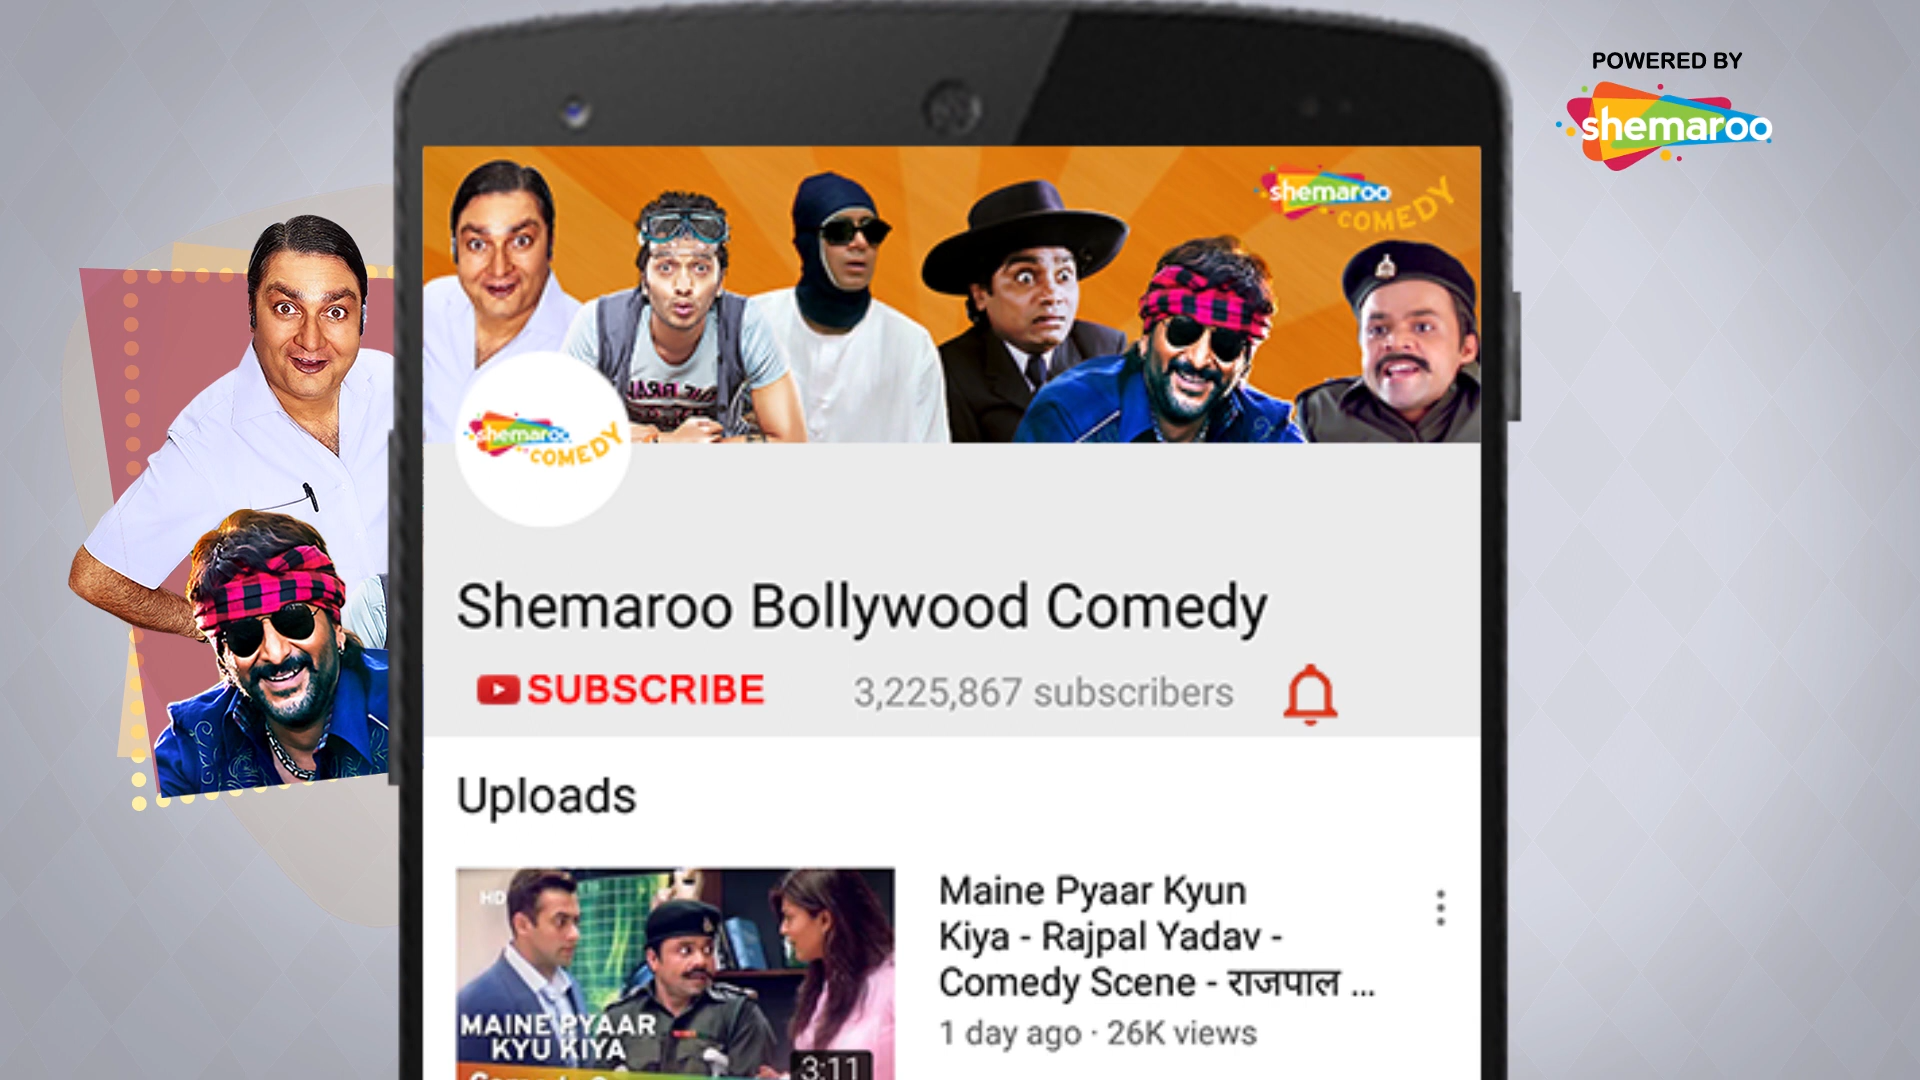 POWERED BY
shemaroo
shemaroo
COMEDY
shemaroo
COMEDY
Shemaroo Bollywood Comedy
SUBSCRIBE
3,225,867 subscribers
Uploads
HD
MAINE PYAAR
KYU KIYA
3:11
Maine Pyaar Kyun
Kiya - Rajpal Yadav -
Comedy Scene - राजपाल ...
1 day ago · 26K views